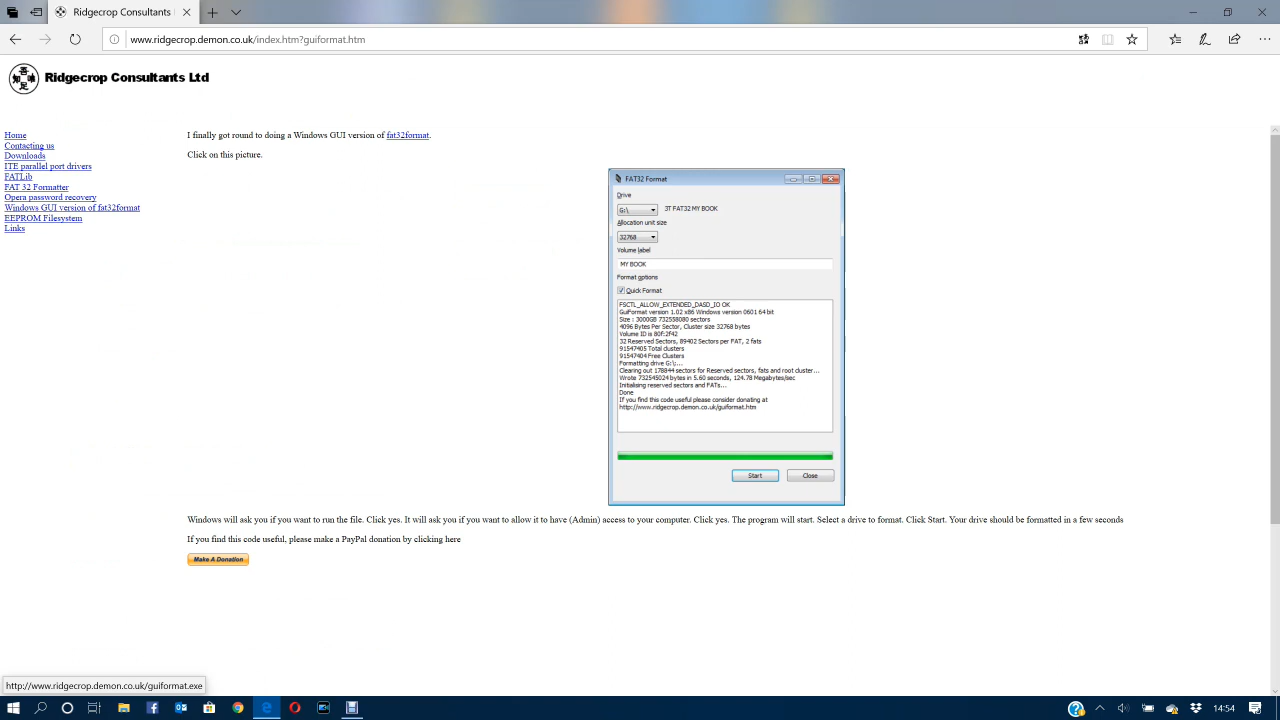 Ridgecrop Consultants Ltd
www.ridgecrop.demon.co.uk/index.htm?guiformat.htm
Ridgecrop Consultants Ltd
Home
Contacting us
Downloads
ITE parallel port drivers
FATLib
FAT 32 Formatter
Opera password recovery
Windows GUI version of fat32format
EEPROM Filesystem
Links
I finally got round to doing a Windows GUI version of fat32format.
Click on this picture.
FAT32 Format
Drive
G:\ 3T FAT32 MY BOOK
Allocation unit size
32768
Volume label
MY BOOK
Format options
Quick Format
FSCTL_ALLOW_EXTENDED_DASD_IO OK
GuiFormat version 1.02 x86 Windows version 0601 64 bit
Size : 3000GB 732558080 sectors
4096 Bytes Per Sector, Cluster size 32768 bytes
Volume ID is 80f:2f42
32 Reserved Sectors, 89402 Sectors per FAT, 2 fats
91547405 Total clusters
91547404 Free Clusters
Formatting drive G:\:...
Clearing out 178844 sectors for Reserved sectors, fats and root cluster...
Wrote 732545024 bytes in 5.60 seconds, 124.78 Megabytes/sec
Initialising reserved sectors and FATs...
Done
If you find this code useful please consider donating at
http://www.ridgecrop.demon.co.uk/guiformat.htm
Start Close
Windows will ask you if you want to run the file. Click yes. It will ask you if you want to allow it to have (Admin) access to your computer. Click yes. The program will start. Select a drive to format. Click Start. Your drive should be formatted in a few seconds
If you find this code useful, please make a PayPal donation by clicking here
Make A Donation
http://www.ridgecrop.demon.co.uk/guiformat.exe
14:54